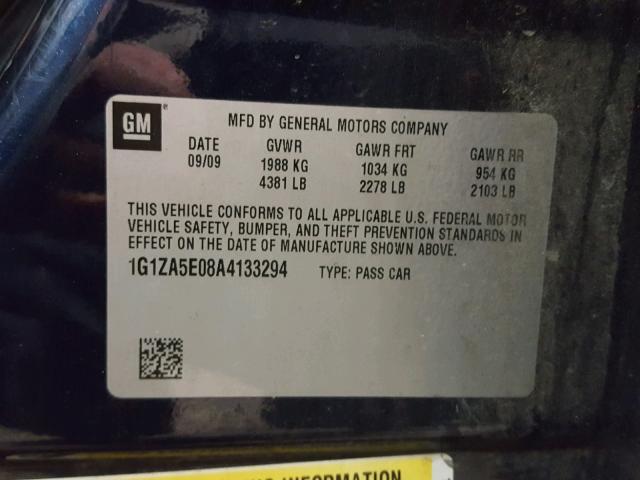 GM ®
MFD BY GENERAL MOTORS COMPANY
DATE GVWR GAWR FRT GAWR RR
09/09 1988 KG 1034 KG 954 KG
4381 LB 2278 LB 2103 LB
THIS VEHICLE CONFORMS TO ALL APPLICABLE U.S. FEDERAL MOTOR
VEHICLE SAFETY, BUMPER, AND THEFT PREVENTION STANDARDS IN
EFFECT ON THE DATE OF MANUFACTURE SHOWN ABOVE.
1G1ZA5E08A4133294 TYPE: PASS CAR
INFORMATION